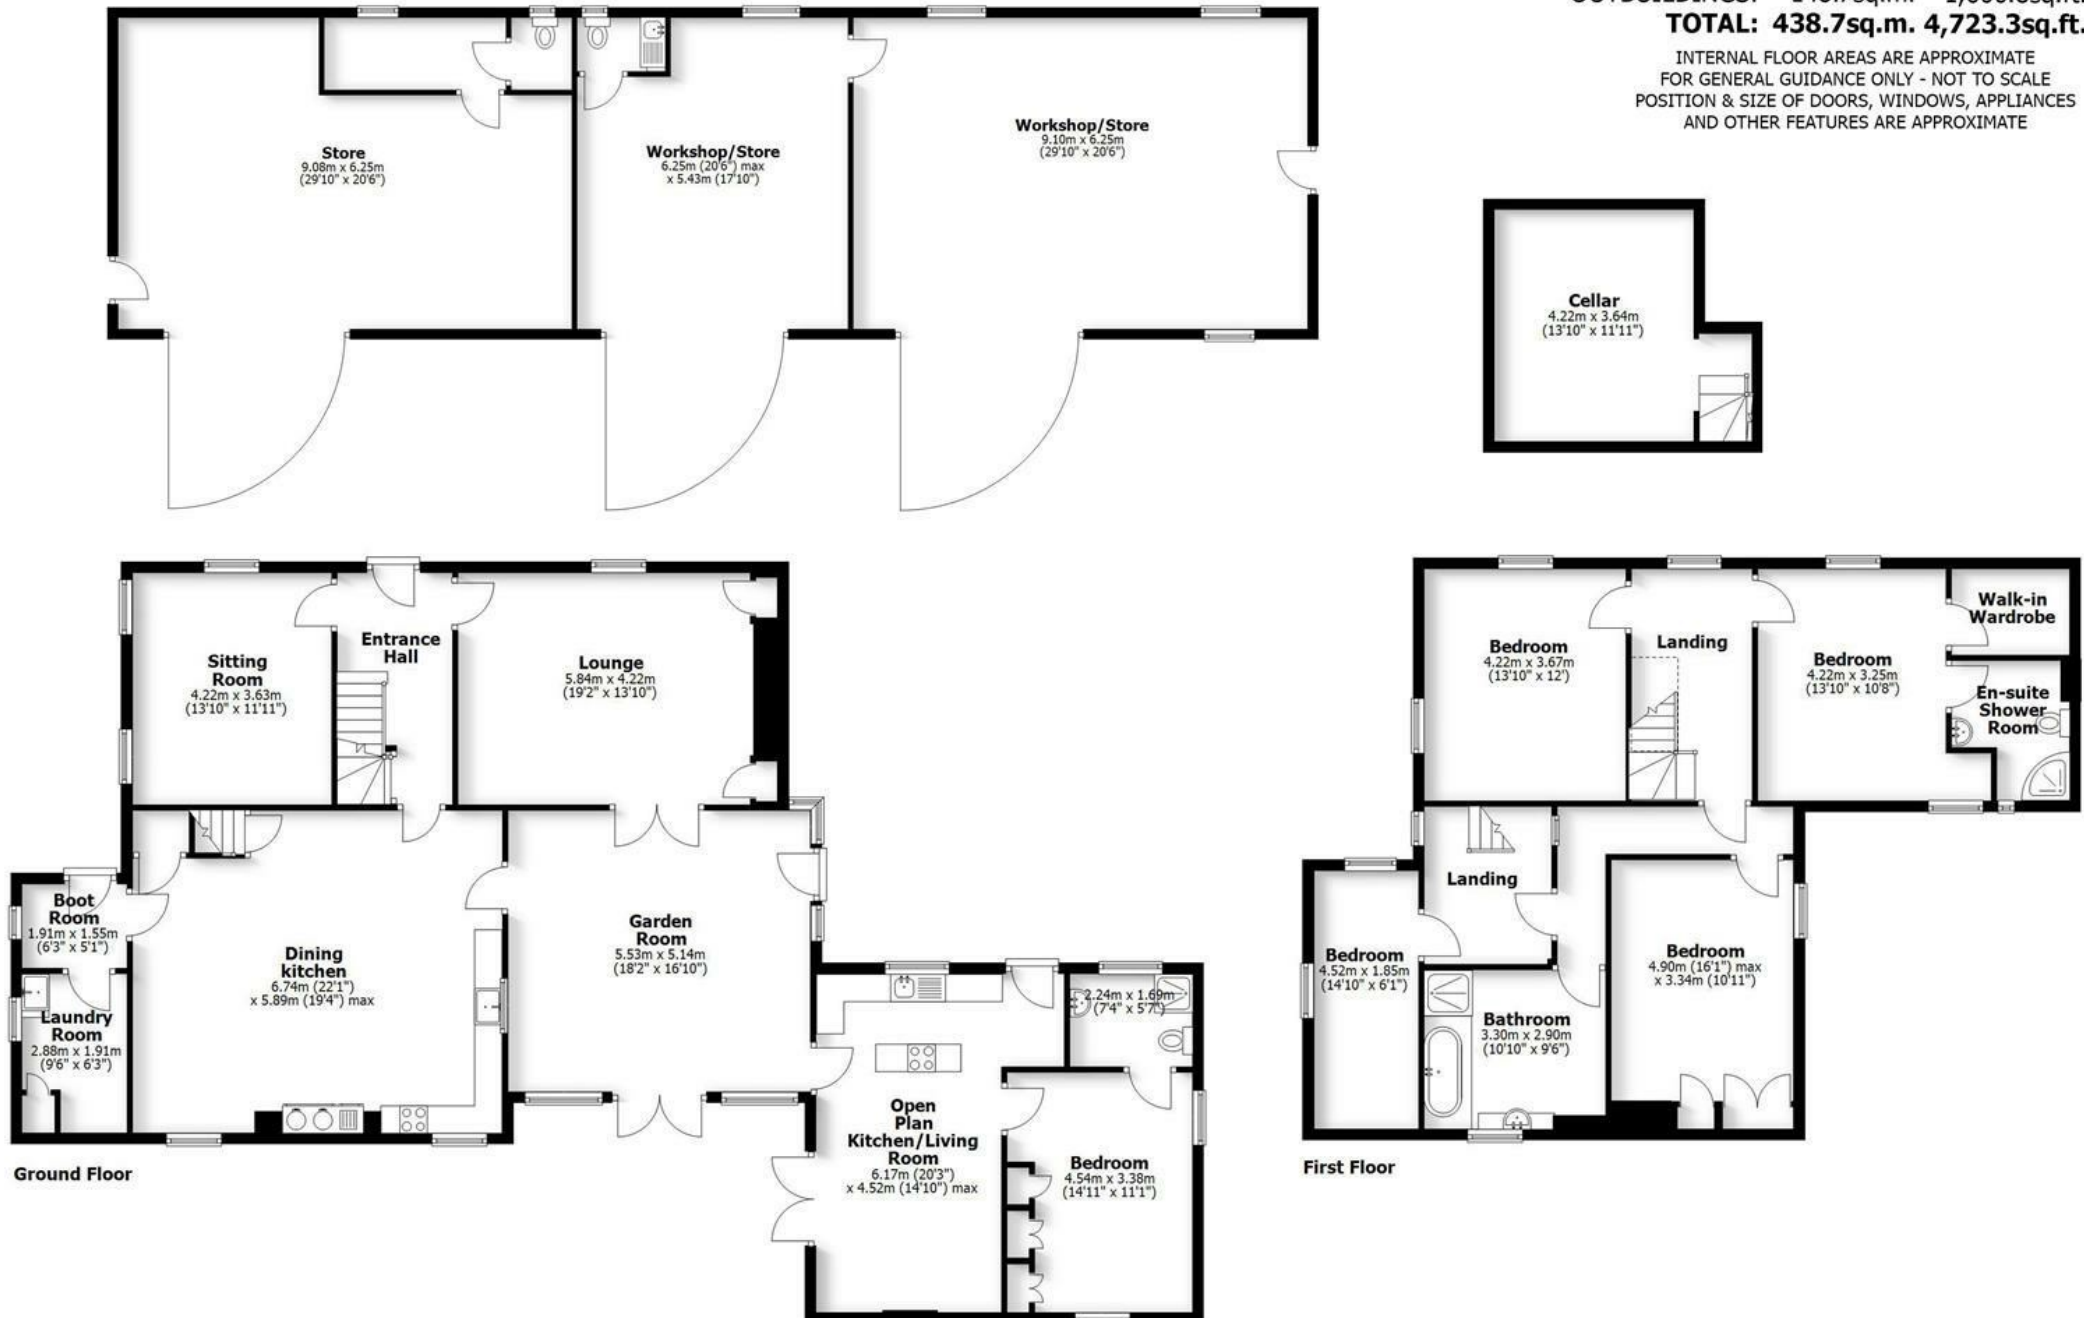 TOTAL: 438.7sq.m. 4,723.3sq.ft.
INTERNAL FLOOR AREAS ARE APPROXIMATE
FOR GENERAL GUIDANCE ONLY - NOT TO SCALE
POSITION & SIZE OF DOORS, WINDOWS, APPLIANCES
AND OTHER FEATURES ARE APPROXIMATE
Store
9.08m x 6.25m
(29'10" x 20'6")
Workshop/Store
6.25m (20'6") max
x 5.43m (17'10")
Workshop/Store
9.10m x 6.25m
(29'10" x 20'6")
Cellar
4.22m x 3.64m
(13'10" x 11'11")
Sitting
Room
4.22m x 3.63m
(13'10" x 11'11")
Entrance
Hall
Lounge
5.84m x 4.22m
(19'2" x 13'10")
Boot
Room
1.91m x 1.55m
(6'3" x 5'1")
Laundry
Room
2.88m x 1.91m
(9'6" x 6'3")
Dining
kitchen
6.74m (22'1")
x 5.89m (19'4") max
Garden
Room
5.53m x 5.14m
(18'2" x 16'10")
2.24m x 1.69m
(7'4" x 5'7")
Open
Plan
Kitchen/Living
Room
6.17m (20'3")
x 4.52m (14'10") max
Bedroom
4.54m x 3.38m
(14'11" x 11'1")
Ground Floor
Bedroom
4.22m x 3.67m
(13'10" x 12')
Landing
Bedroom
4.22m x 3.25m
(13'10" x 10'8")
Walk-in
Wardrobe
En-suite
Shower
Room
Landing
Bedroom
4.52m x 1.85m
(14'10" x 6'1")
Bathroom
3.30m x 2.90m
(10'10" x 9'6")
Bedroom
4.90m (16'1") max
x 3.34m (10'11")
First Floor